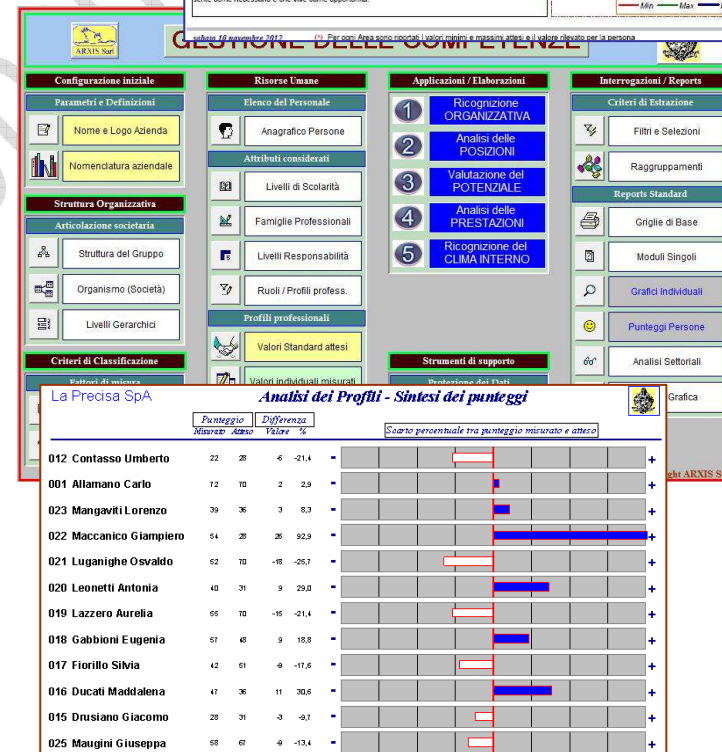 sente come necessario e che vive come opportunità.
Min Max
sabato 10 novembre 2012 (*) Per ogni Area sono riportati i valori minimi e massimi attesi e il valore rilevato per la persona
ARXIS Sarl
GESTIONE DELLE COMPETENZE
Configurazione iniziale
Parametri e Definizioni
Nome e Logo Azienda
Nomenclatura aziendale
Struttura Organizzativa
Articolazione societaria
Struttura del Gruppo
Organismo (Società)
Livelli Gerarchici
Criteri di Classificazione
Fattori di misura
Risorse Umane
Elenco del Personale
Anagrafico Persone
Attributi considerati
Livelli di Scolarità
Famiglie Professionali
Livelli Responsabilità
Ruoli / Profili profess.
Profili professionali
Valori Standard attesi
Valori individuali misurati
Applicazioni / Elaborazioni
1 Ricognizione ORGANIZZATIVA
2 Analisi delle POSIZIONI
3 Valutazione del POTENZIALE
4 Analisi delle PRESTAZIONI
5 Ricognizione del CLIMA INTERNO
Strumenti di supporto
Protezione dei Dati
Interrogazioni / Reports
Criteri di Estrazione
Filtri e Selezioni
Raggruppamenti
Reports Standard
Griglie di Base
Moduli Singoli
Grafici Individuali
Punteggi Persone
Analisi Settoriali
Grafica
ght ARXIS S
La Precisa SpA
Analisi dei Profili - Sintesi dei punteggi
Punteggio Differenza
Misurato Atteso Valore % Scarto percentuale tra punteggio misurato e atteso
012 Contasso Umberto 22 28 -6 -21,4 - +
001 Allamano Carlo 72 70 2 2,9 - +
023 Mangaviti Lorenzo 39 36 3 8,3 - +
022 Maccanico Giampiero 54 28 26 92,9 - +
021 Luganighe Osvaldo 52 70 -18 -25,7 - +
020 Leonetti Antonia 40 31 9 29,0 - +
019 Lazzero Aurelia 55 70 -15 -21,4 - +
018 Gabbioni Eugenia 57 48 9 18,8 - +
017 Fiorillo Silvia 42 51 -9 -17,6 - +
016 Ducati Maddalena 47 36 11 30,6 - +
015 Drusiano Giacomo 28 31 -3 -9,7 - +
025 Maugini Giuseppa 58 67 -9 -13,4 - +